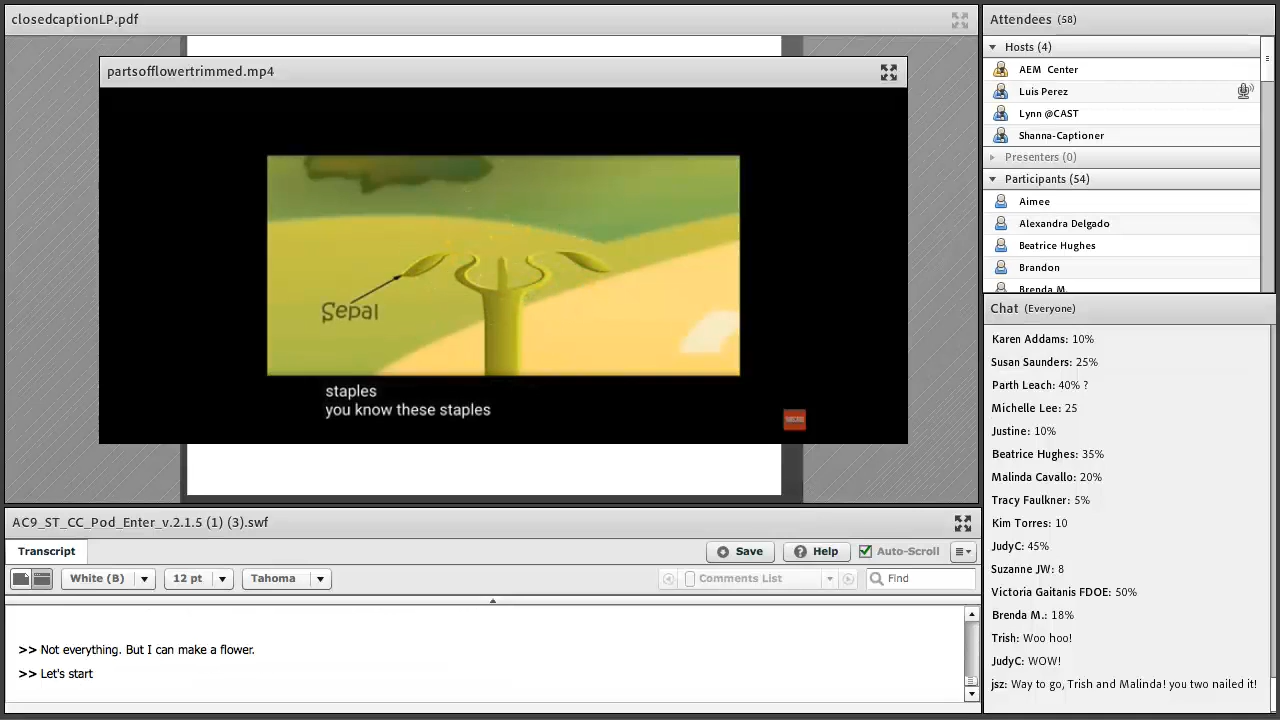 closedcaptionLP.pdf
partsofflowertrimmed.mp4
Sepal
staples
you know these staples
AC9_ST_CC_Pod_Enter_v.2.1.5 (1) (3).swf
Transcript
Save
Help
Auto-Scroll
White (B)
12 pt
Tahoma
Comments List
Find
>> Not everything. But I can make a flower.
>> Let's start
Attendees (58)
Hosts (4)
AEM Center
Luis Perez
Lynn @CAST
Shanna-Captioner
Presenters (0)
Participants (54)
Aimee
Alexandra Delgado
Beatrice Hughes
Brandon
Brenda M.
Chat (Everyone)
Karen Addams: 10%
Susan Saunders: 25%
Parth Leach: 40% ?
Michelle Lee: 25
Justine: 10%
Beatrice Hughes: 35%
Malinda Cavallo: 20%
Tracy Faulkner: 5%
Kim Torres: 10
JudyC: 45%
Suzanne JW: 8
Victoria Gaitanis FDOE: 50%
Brenda M.: 18%
Trish: Woo hoo!
JudyC: WOW!
jsz: Way to go, Trish and Malinda! you two nailed it!